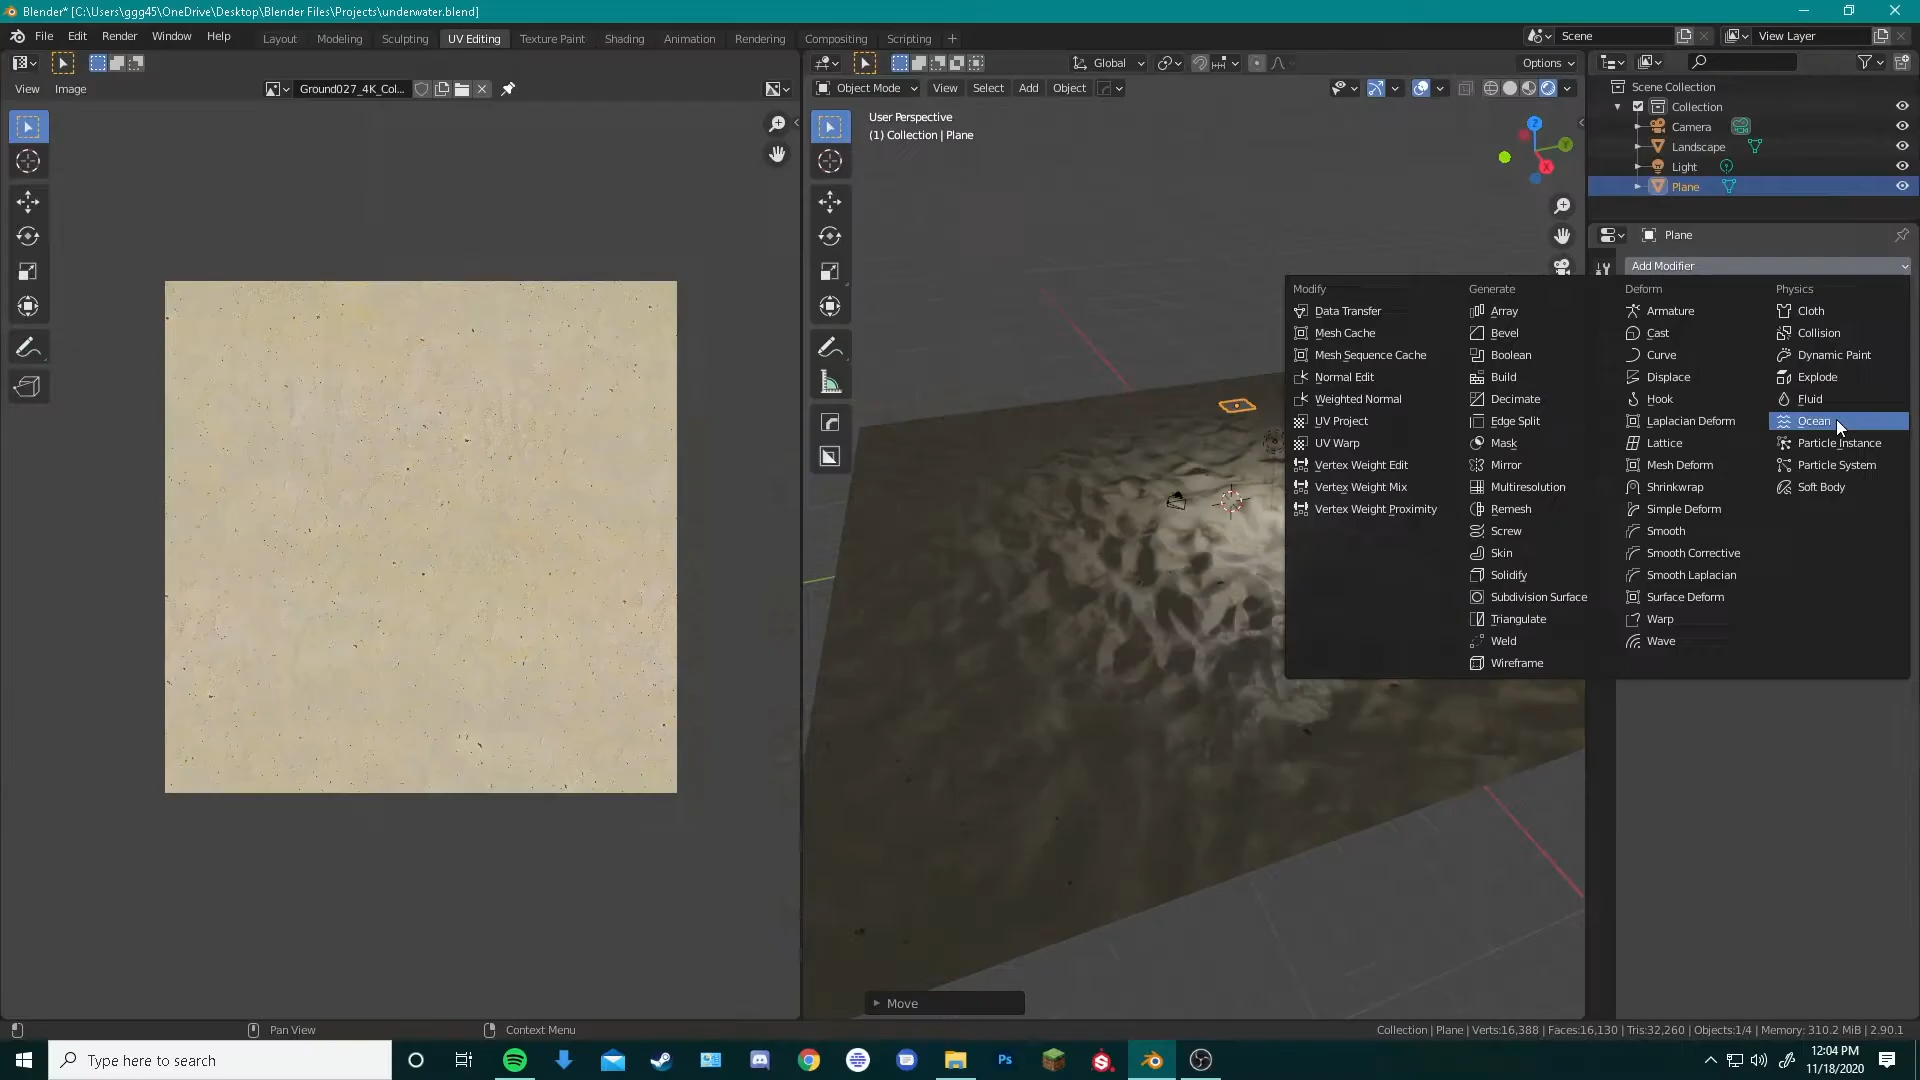 Blender* [C:\Users\ggg45\OneDrive\Desktop\Blender Files\Projects\underwater.blend]
File Edit Render Window Help
Layout Modeling Sculpting UV Editing Texture Paint Shading Animation Rendering Compositing Scripting
Scene
View Layer
Global
Options
View Image
Ground027_4K_Col...
Object Mode View Select Add Object
User Perspective
(1) Collection | Plane
Z
Y
X
Scene Collection
Collection
Camera
Landscape
Light
Plane
Plane
Add Modifier
Modify
Data Transfer
Mesh Cache
Mesh Sequence Cache
Normal Edit
Weighted Normal
UV Project
UV Warp
Vertex Weight Edit
Vertex Weight Mix
Vertex Weight Proximity
Generate
Array
Bevel
Boolean
Build
Decimate
Edge Split
Mask
Mirror
Multiresolution
Remesh
Screw
Skin
Solidify
Subdivision Surface
Triangulate
Weld
Wireframe
Deform
Armature
Cast
Curve
Displace
Hook
Laplacian Deform
Lattice
Mesh Deform
Shrinkwrap
Simple Deform
Smooth
Smooth Corrective
Smooth Laplacian
Surface Deform
Warp
Wave
Physics
Cloth
Collision
Dynamic Paint
Explode
Fluid
Ocean
Particle Instance
Particle System
Soft Body
Move
Pan View
Context Menu
Collection | Plane | Verts:16,388 | Faces:16,130 | Tris:32,260 | Objects:1/4 | Memory: 310.2 MiB | 2.90.1
Type here to search
Ps
12:04 PM
11/18/2020